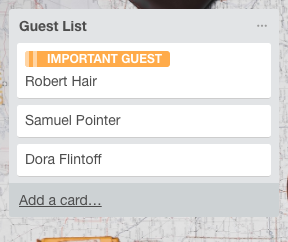 Guest List
IMPORTANT GUEST
Robert Hair
Samuel Pointer
Dora Flintoff
Add a card...